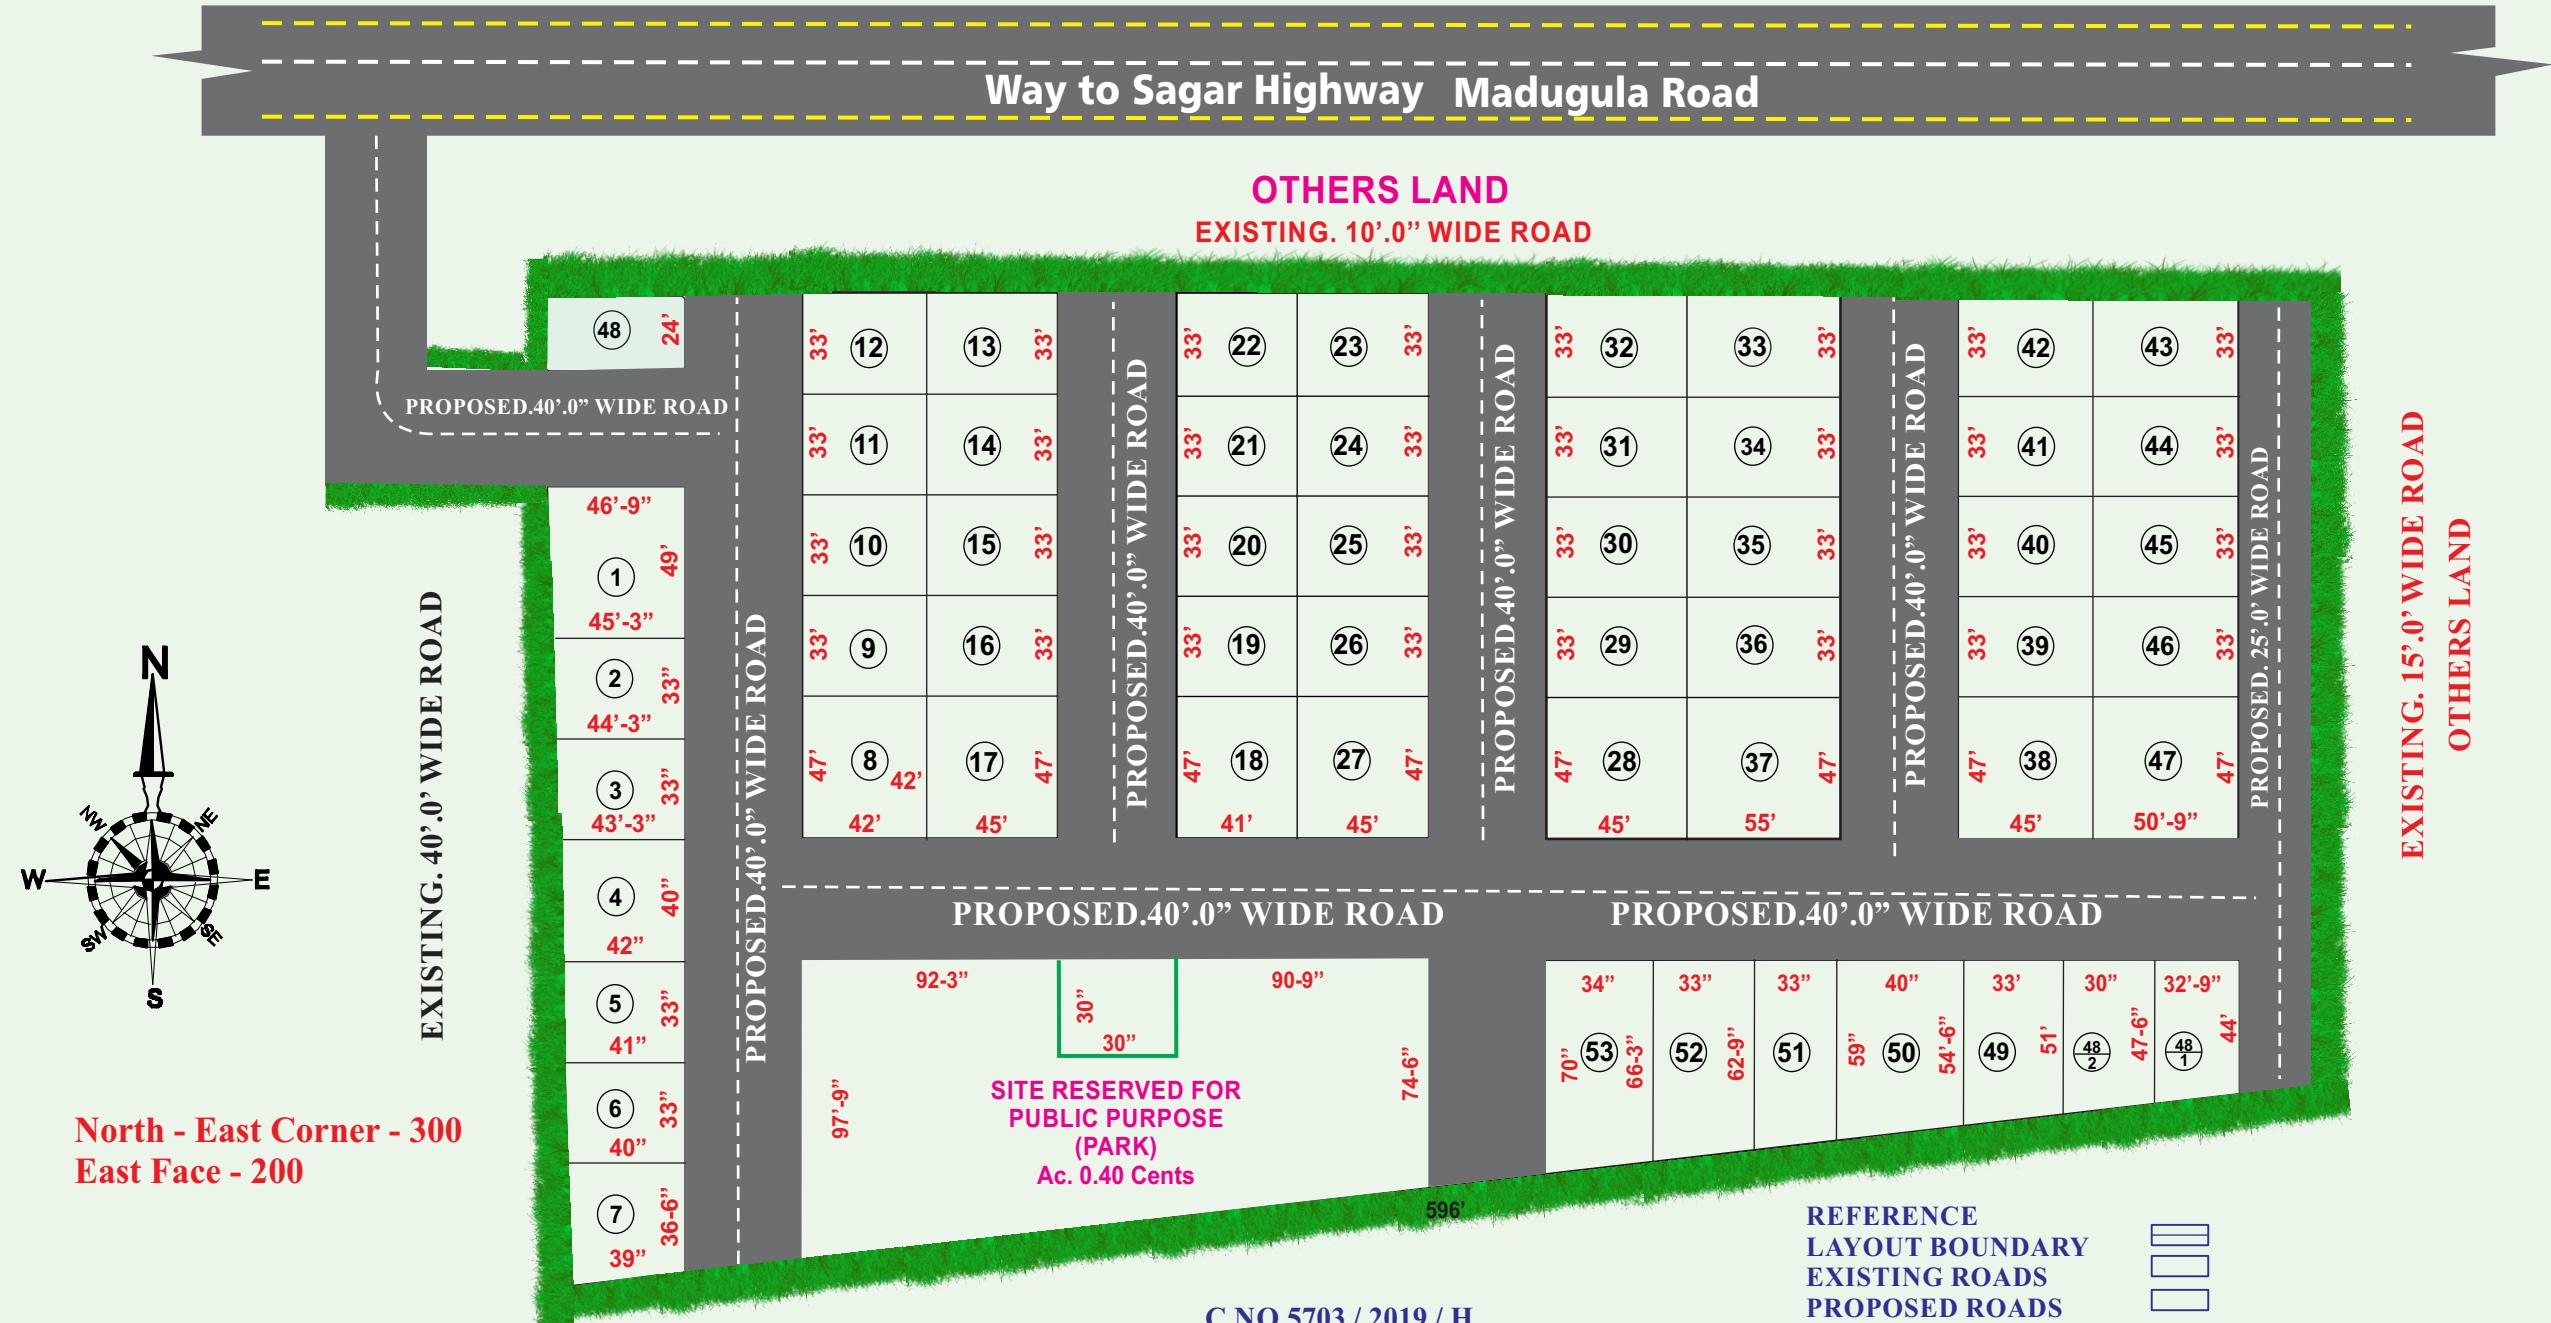 Way to Sagar Highway Madugula Road
OTHERS LAND
EXISTING. 10’.0’’ WIDE ROAD
48
24’
PROPOSED.40’.0” WIDE ROAD
46’-9”
1
49’
45’-3”
2
33”
44’-3”
3
33”
43’-3”
4
40”
42”
5
33”
41”
6
33”
40”
7
36-6”
39”
EXISTING. 40’.0’ WIDE ROAD
PROPOSED.40’.0” WIDE ROAD
33’ 12 13 33’
33’ 11 14 33’
33’ 10 15 33’
33’ 9 16 33’
47’ 8 42’ 17 47’
42’ 45’
PROPOSED.40’.0” WIDE ROAD
33’ 22 23 33’
33’ 21 24 33’
33’ 20 25 33’
33’ 19 26 33’
47’ 18 27 47’
41’ 45’
PROPOSED.40’.0” WIDE ROAD
33’ 32 33 33’
33’ 31 34 33’
33’ 30 35 33’
33’ 29 36 33’
47’ 28 37 47’
45’ 55’
PROPOSED.40’.0” WIDE ROAD
33’ 42 43 33’
33’ 41 44 33’
33’ 40 45 33’
33’ 39 46 33’
47’ 38 47 47’
45’ 50’-9”
PROPOSED. 25’.0’ WIDE ROAD
EXISTING. 15’.0’ WIDE ROAD
OTHERS LAND
N
NW NE
W E
SW SE
S
PROPOSED.40’.0” WIDE ROAD PROPOSED.40’.0” WIDE ROAD
92-3” 90-9”
30”
30”
97’-9”
74-6”
SITE RESERVED FOR
PUBLIC PURPOSE
(PARK)
Ac. 0.40 Cents
34” 33” 33” 40” 33’ 30” 32’-9”
70” 53 66-3” 52 62-9” 51 59” 50 54’-6” 49 51’ 48/2 47-6” 48/1 44’
North - East Corner - 300
East Face - 200
596’
REFERENCE
LAYOUT BOUNDARY
EXISTING ROADS
PROPOSED ROADS
C NO 5703 / 2019 / H